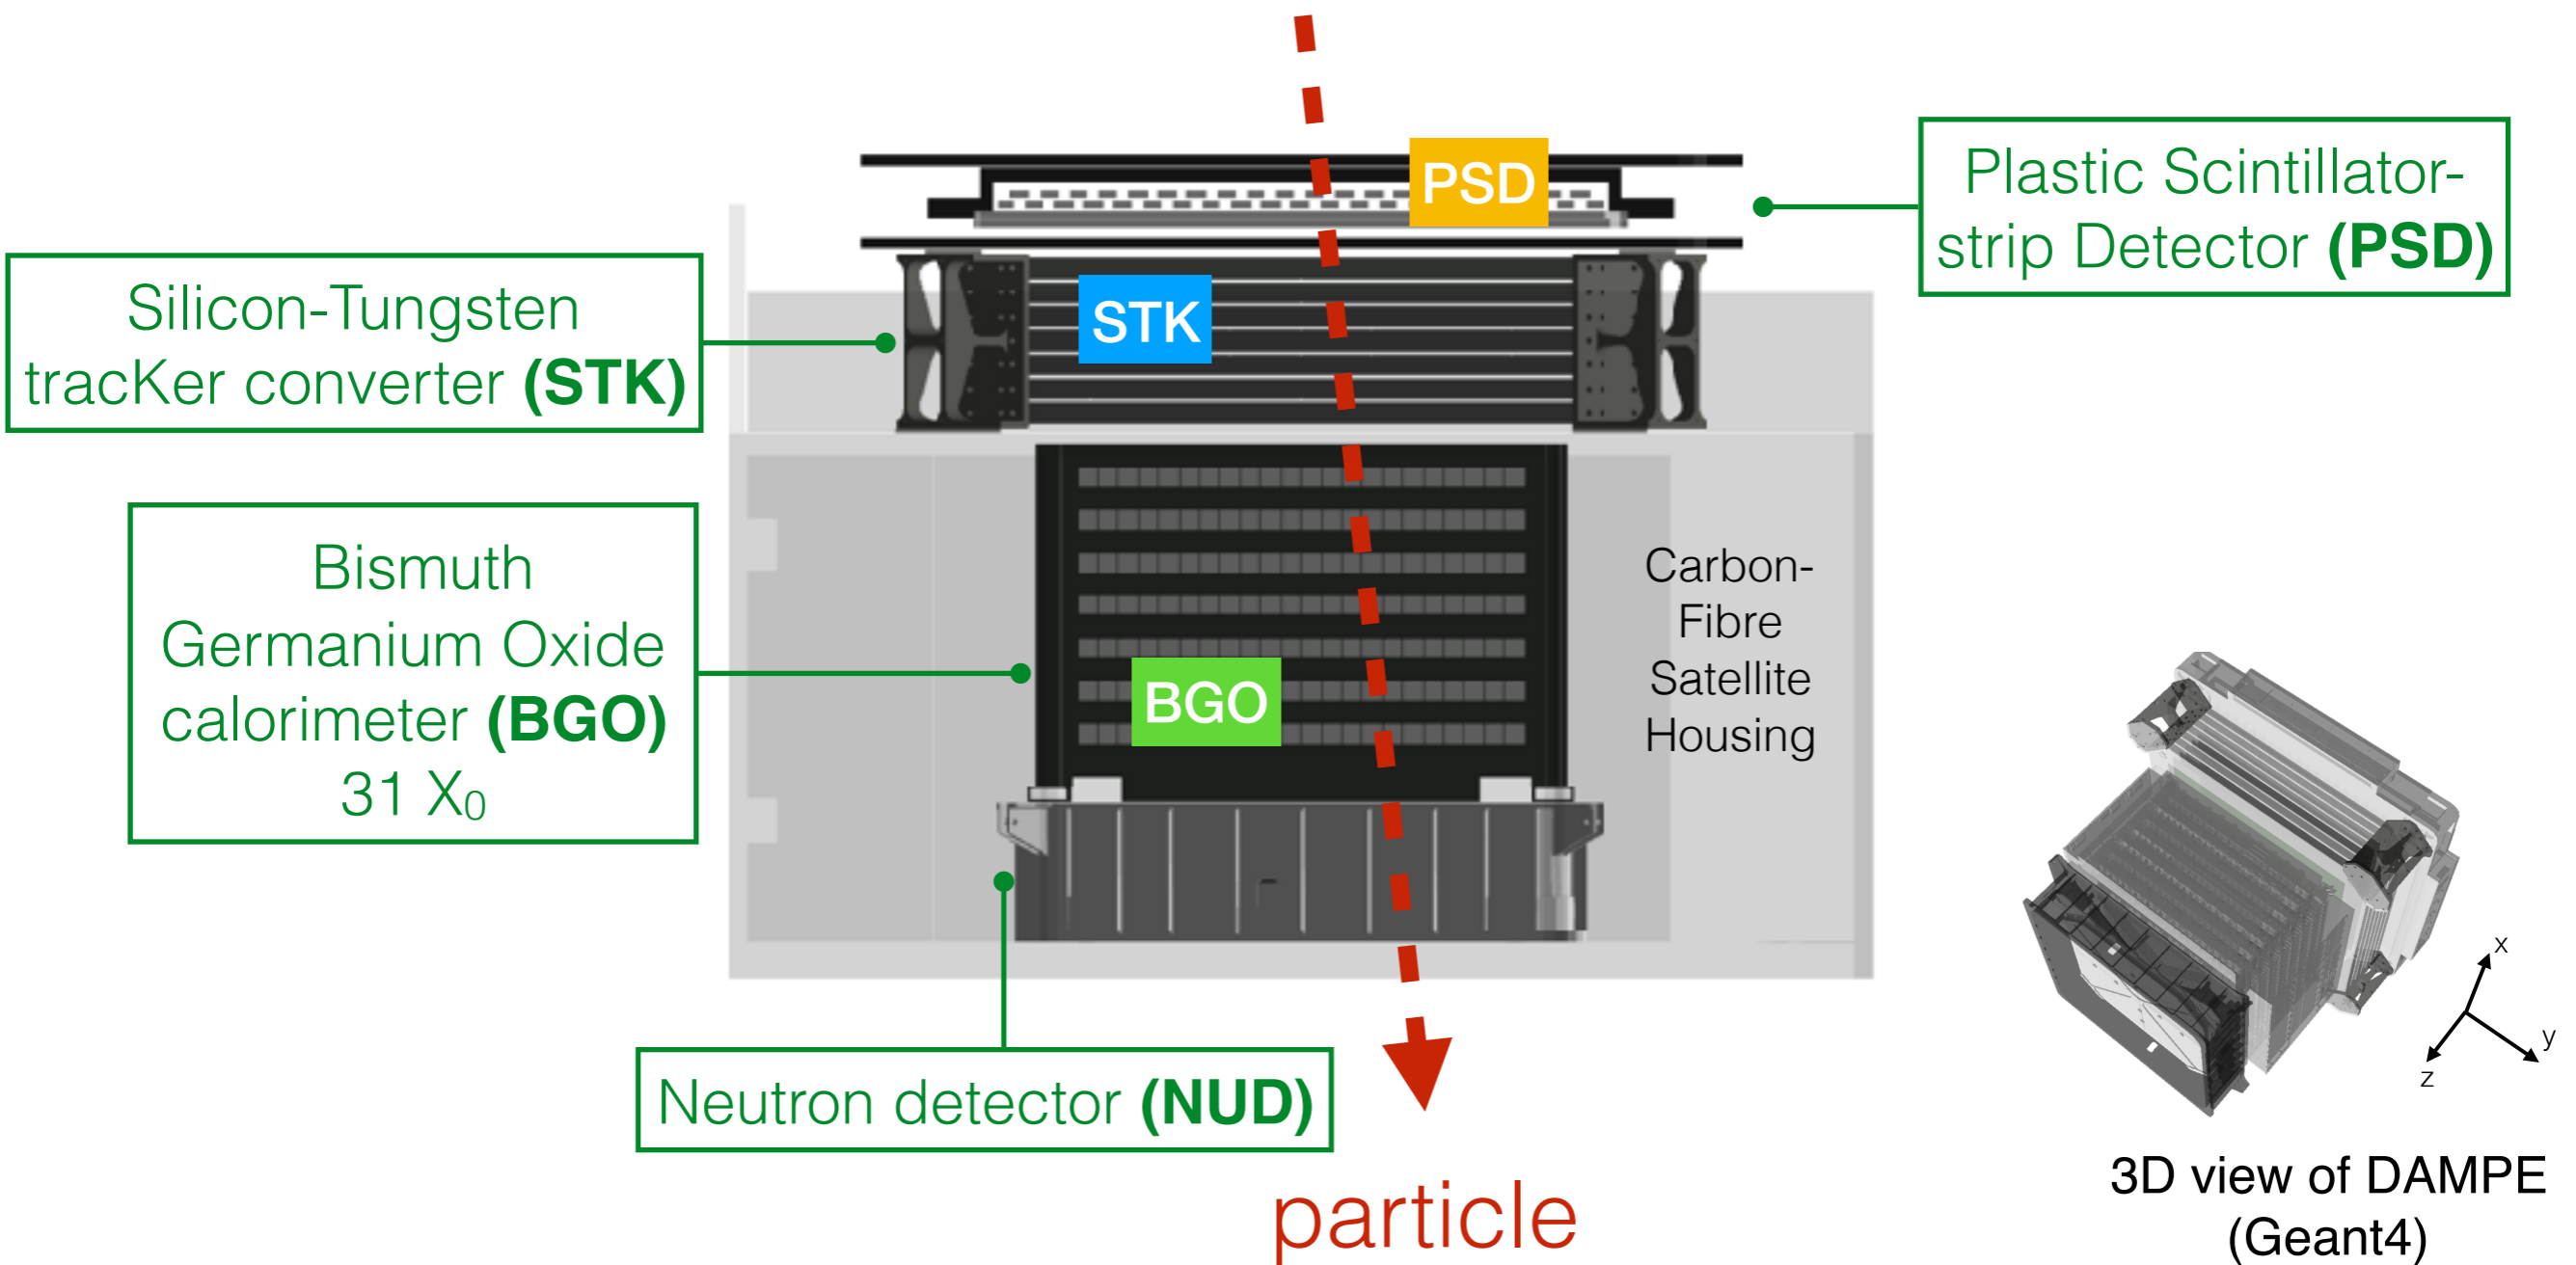 PSD
Plastic Scintillator-
strip Detector (PSD)
Silicon-Tungsten
tracKer converter (STK)
STK
Bismuth
Germanium Oxide
calorimeter (BGO)
31 X₀
BGO
Carbon-
Fibre
Satellite
Housing
Neutron detector (NUD)
particle
x
y
z
3D view of DAMPE
(Geant4)